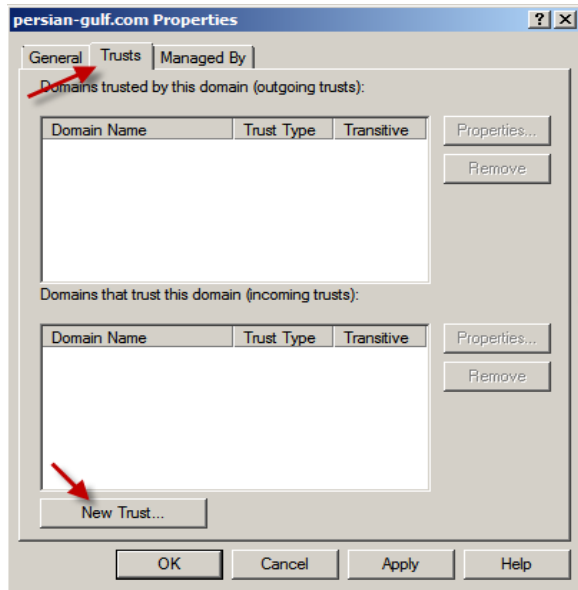 persian-gulf.com Properties
General Trusts Managed By
Domains trusted by this domain (outgoing trusts):
Domain Name Trust Type Transitive
Properties...
Remove
Domains that trust this domain (incoming trusts):
Domain Name Trust Type Transitive
Properties...
Remove
New Trust...
OK Cancel Apply Help